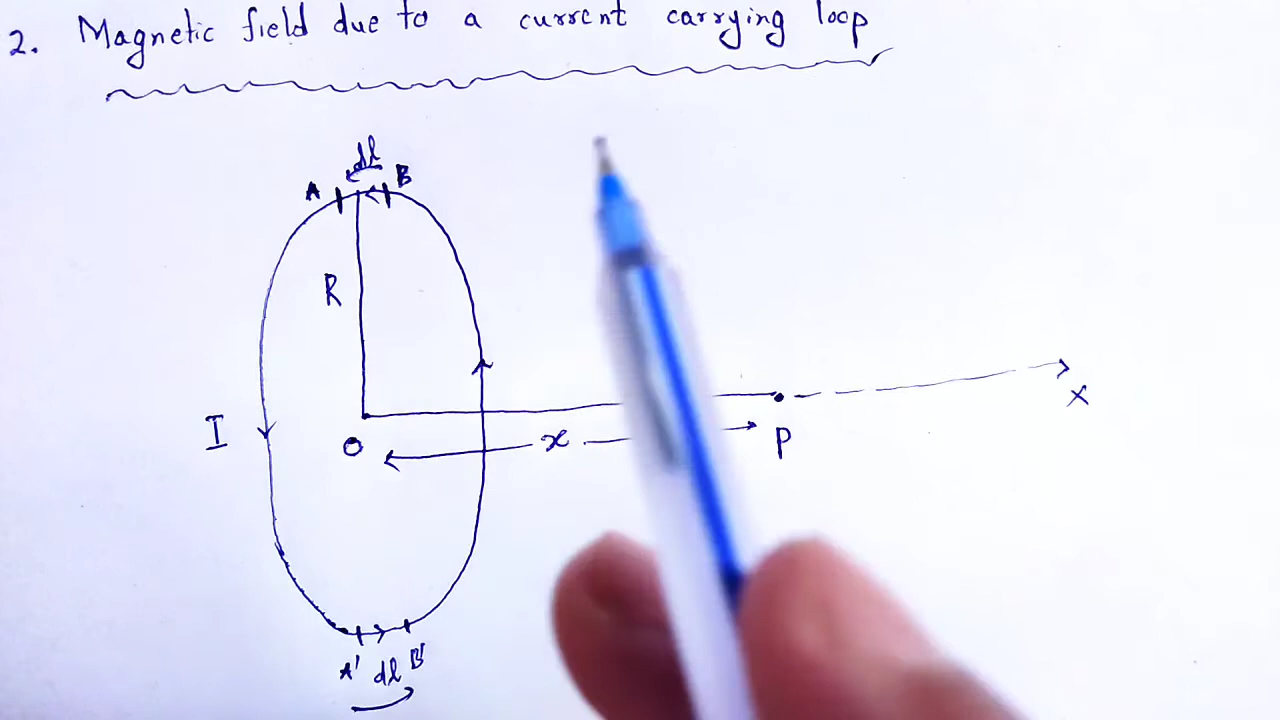 2. Magnetic field due to a current carrying loop
dl
A B
R
I
O x P X
A' dl B'